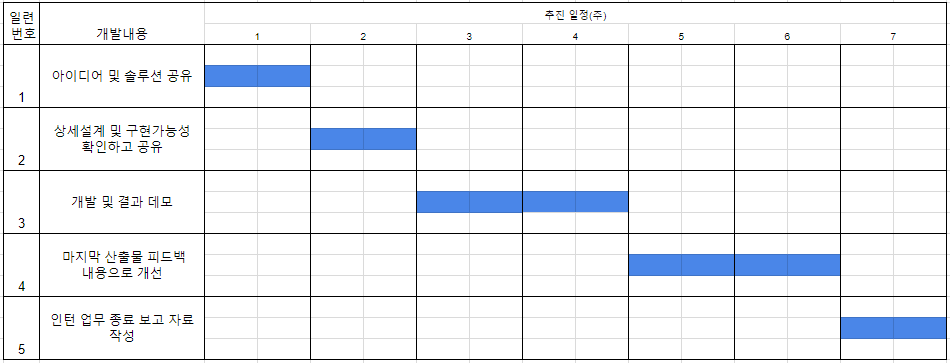 일련
번호
개발내용
추진 일정(주)
1 2 3 4 5 6 7
1
아이디어 및 솔루션 공유
2
상세설계 및 구현가능성
확인하고 공유
3
개발 및 결과 데모
4
마지막 산출물 피드백
내용으로 개선
5
인턴 업무 종료 보고 자료
작성